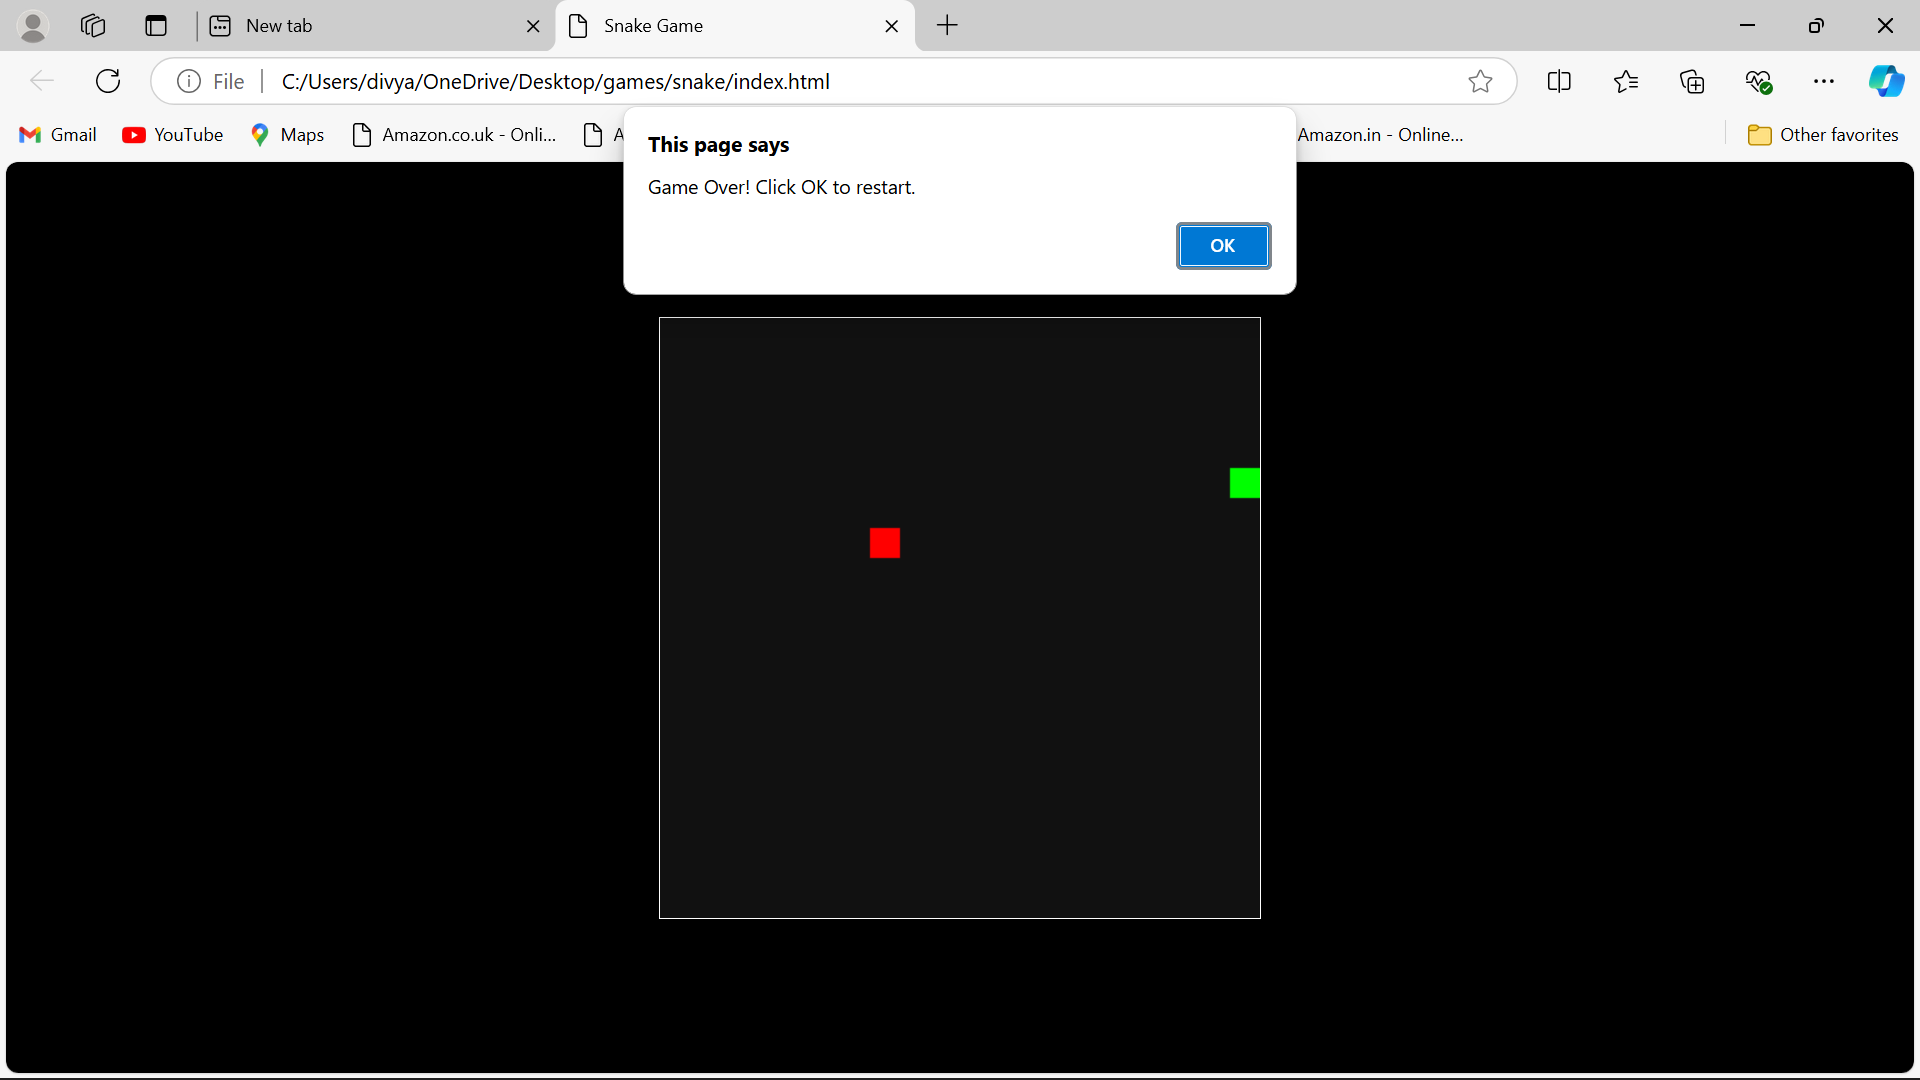 New tab
Snake Game
File
C:/Users/divya/OneDrive/Desktop/games/snake/index.html
Gmail
YouTube
Maps
Amazon.co.uk - Onli...
A
Amazon.in - Online...
Other favorites
This page says
Game Over! Click OK to restart.
OK